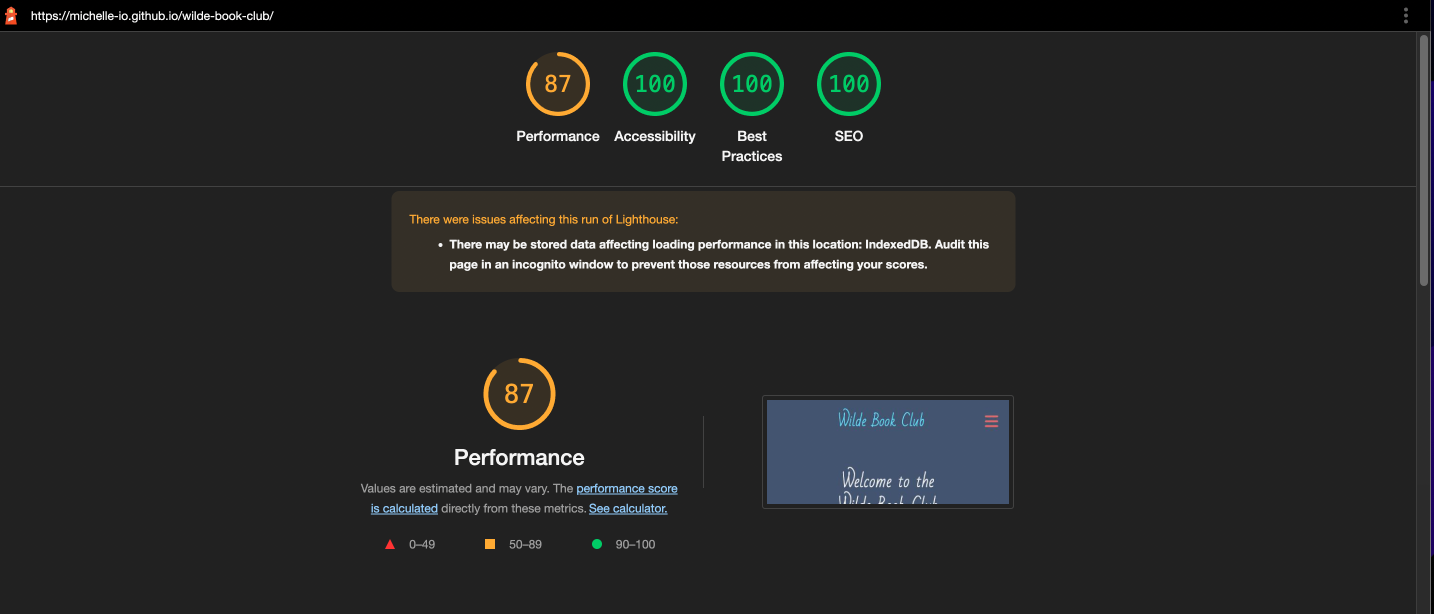 https://michelle-io.github.io/wilde-book-club/
87
100
100
100
Performance
Accessibility
Best
Practices
SEO
There were issues affecting this run of Lighthouse:
• There may be stored data affecting loading performance in this location: IndexedDB. Audit this
page in an incognito window to prevent those resources from affecting your scores.
87
Performance
Values are estimated and may vary. The performance score
is calculated directly from these metrics. See calculator.
0–49
50–89
90–100
Wilde Book Club
Welcome to the
Wilde Book Club